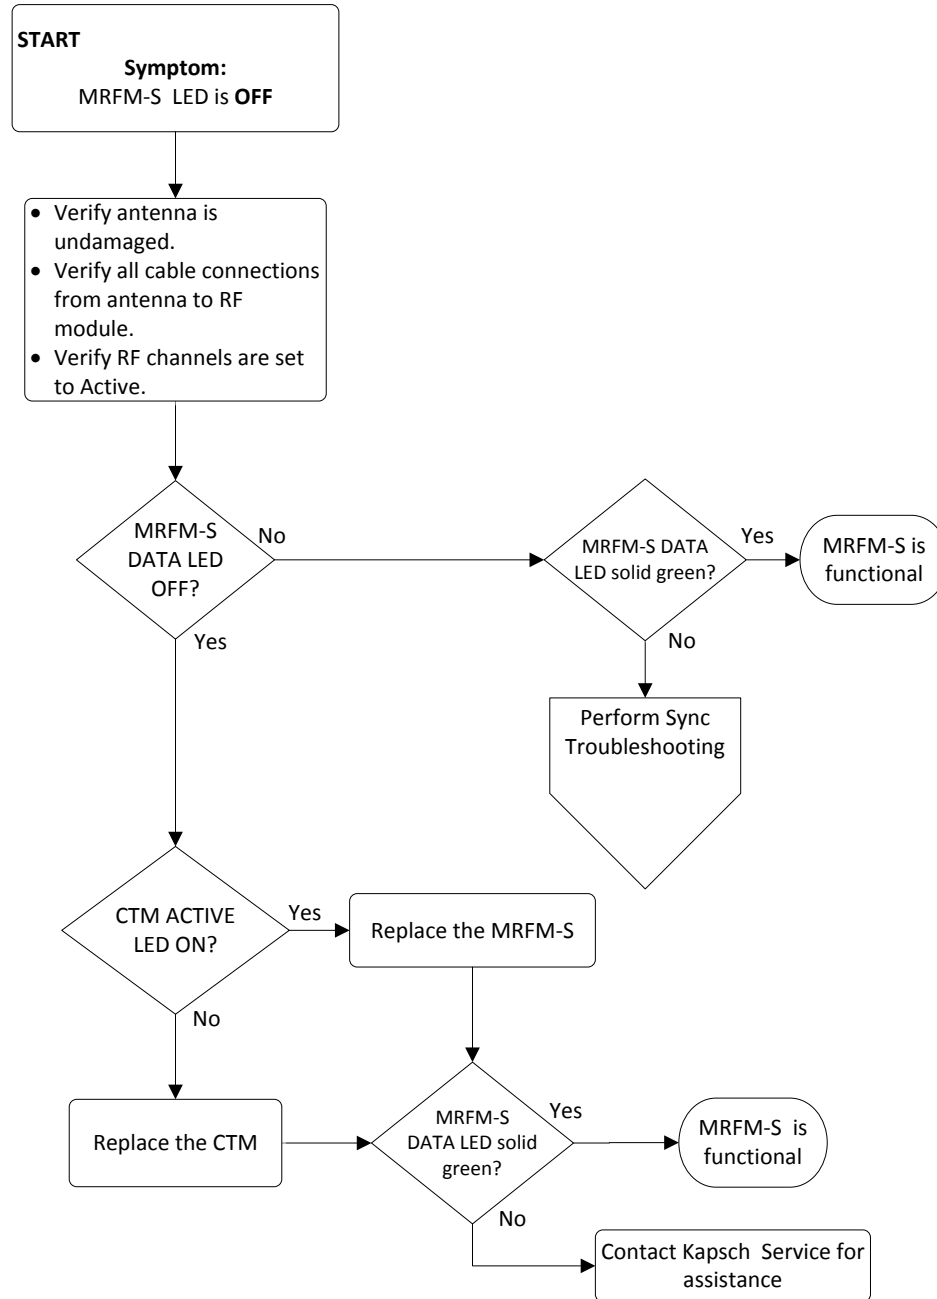 START
Symptom:
MRFM-S LED is OFF
• Verify antenna is
undamaged.
• Verify all cable connections
from antenna to RF
module.
• Verify RF channels are set
to Active.
MRFM-S
DATA LED
OFF?
No
Yes
MRFM-S DATA
LED solid green?
Yes
No
MRFM-S is
functional
Perform Sync
Troubleshooting
CTM ACTIVE
LED ON?
Yes
No
Replace the MRFM-S
Replace the CTM
MRFM-S
DATA LED solid
green?
Yes
No
MRFM-S is
functional
Contact Kapsch Service for
assistance